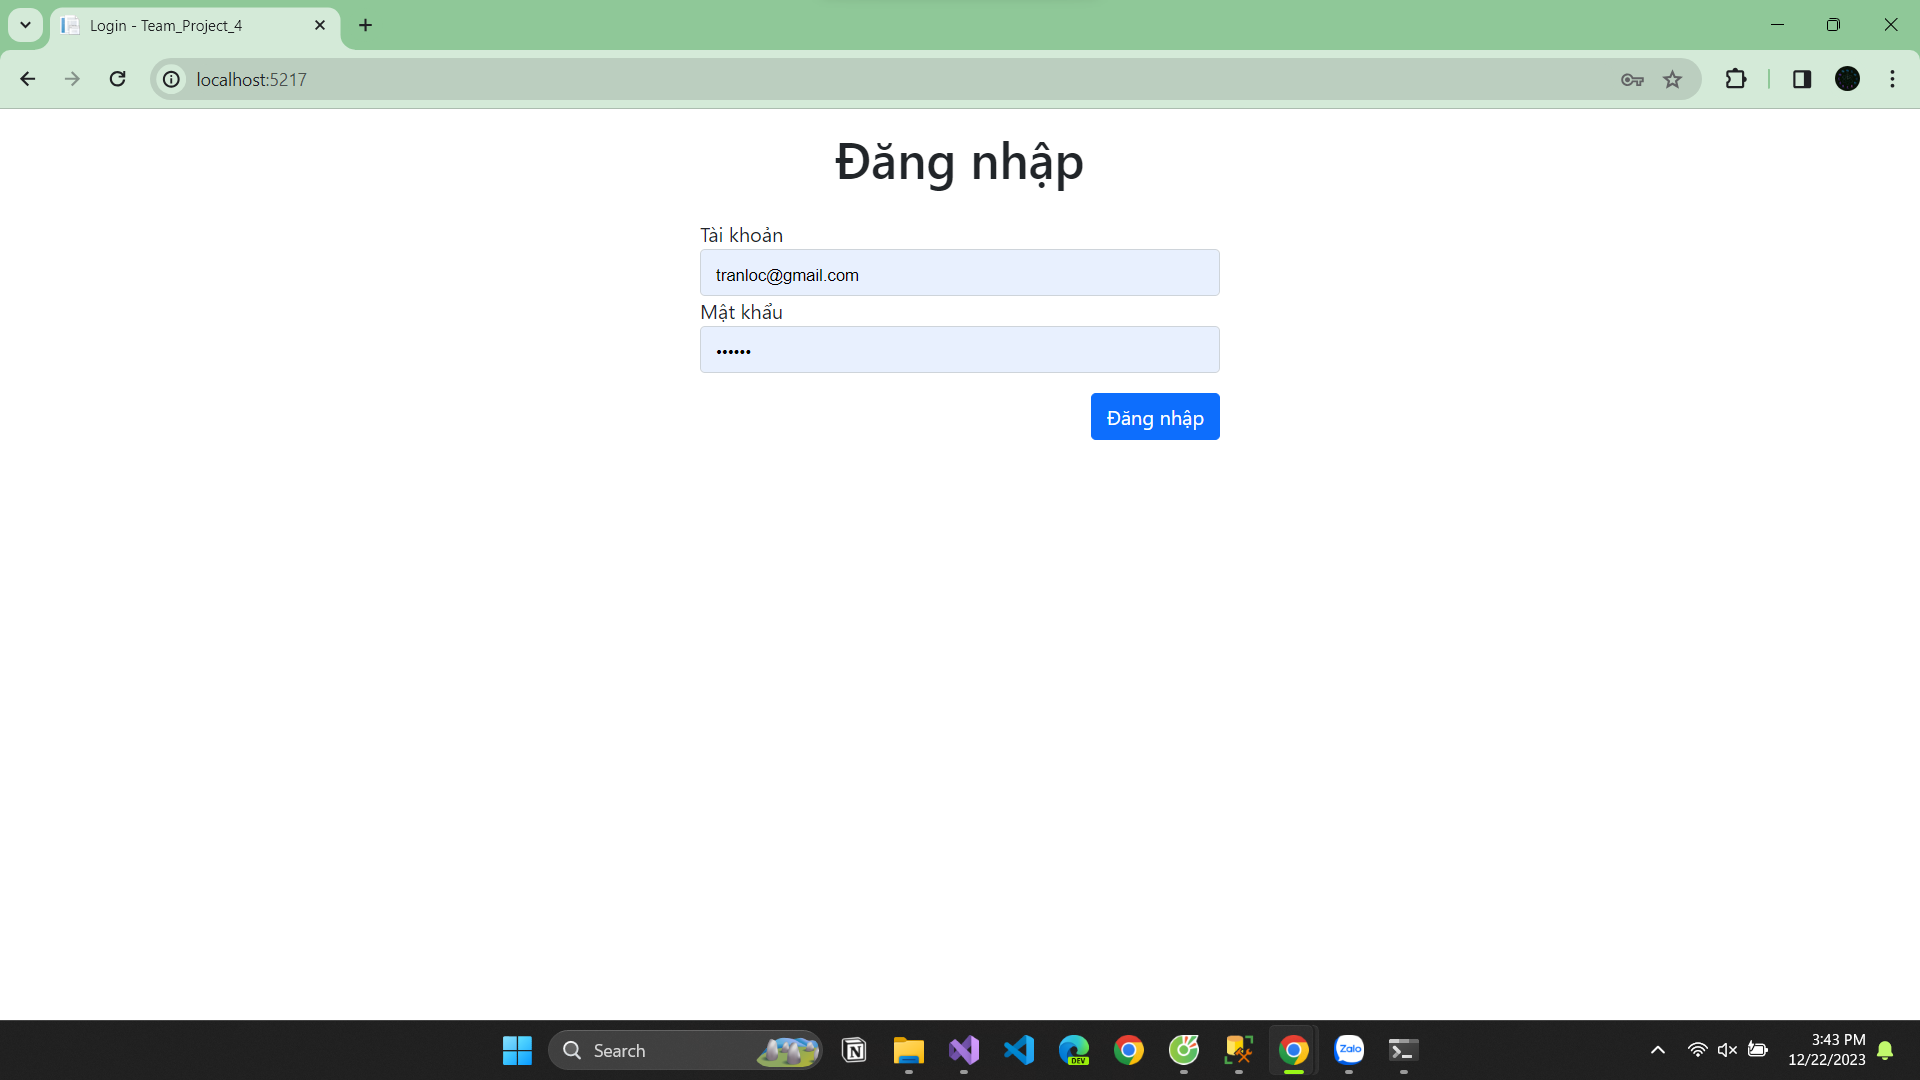 Login - Team_Project_4
localhost:5217
Đăng nhập
Tài khoản
tranloc@gmail.com
Mật khẩu
••••••
Đăng nhập
Search
DEV
Zalo
3:43 PM
12/22/2023